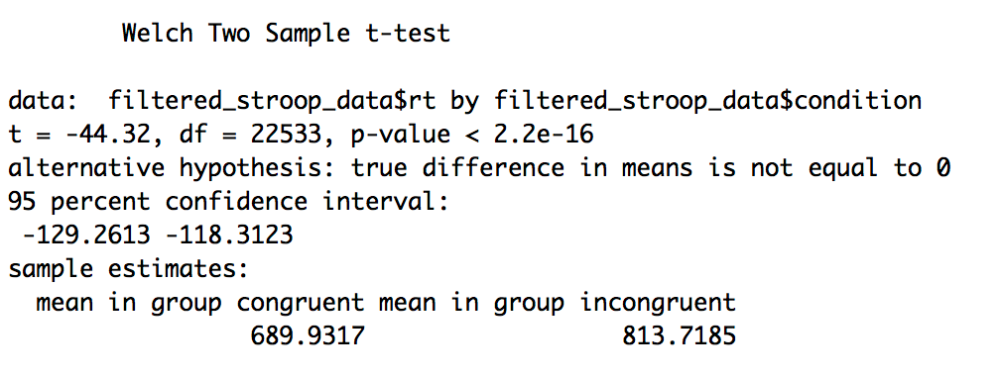 Welch Two Sample t-test
data:  filtered_stroop_data$rt by filtered_stroop_data$condition
t = -44.32, df = 22533, p-value < 2.2e-16
alternative hypothesis: true difference in means is not equal to 0
95 percent confidence interval:
 -129.2613 -118.3123
sample estimates:
  mean in group congruent mean in group incongruent
                 689.9317                  813.7185